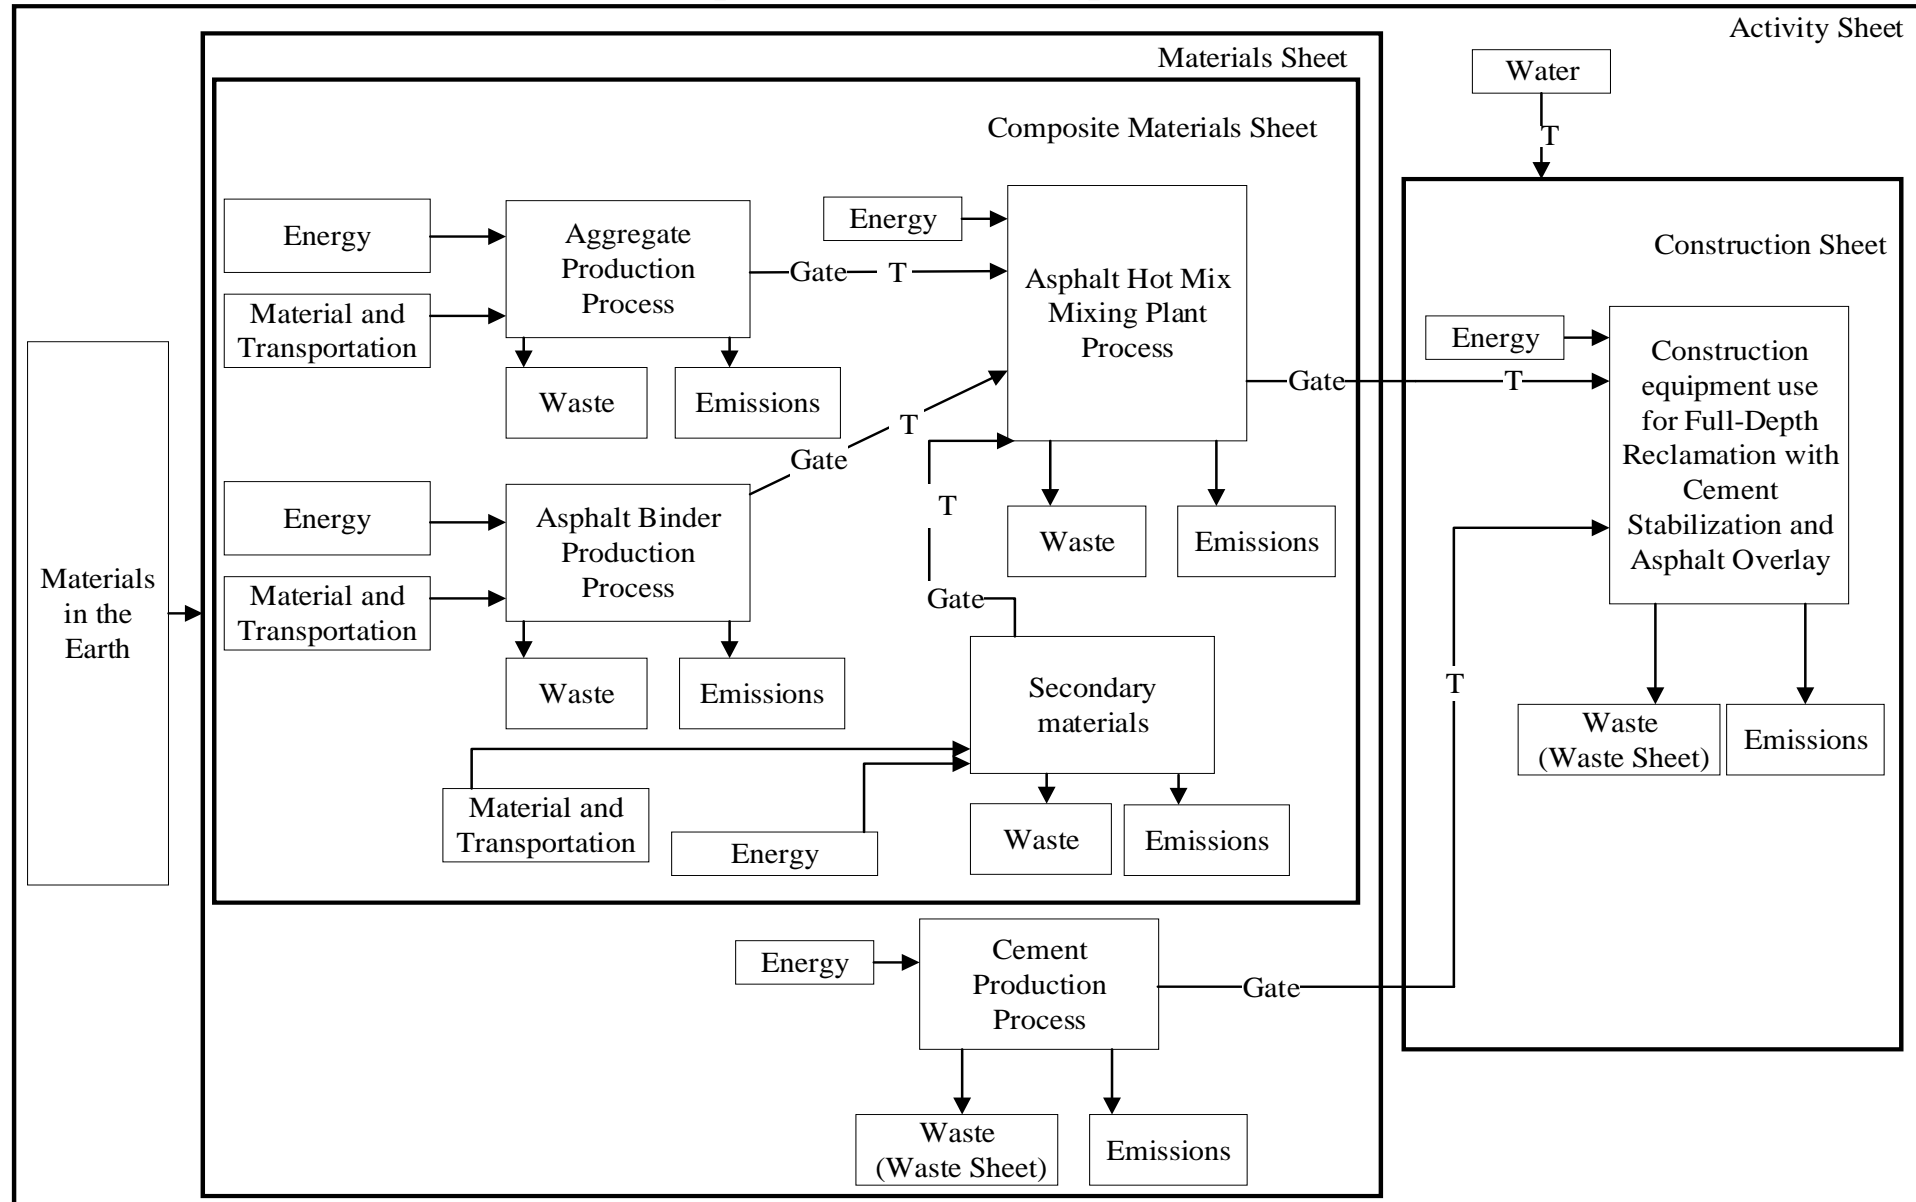 Activity Sheet
Materials Sheet
Water
Composite Materials Sheet
T
Energy
Aggregate
Production
Process
Energy
Gate
T
Asphalt Hot Mix
Mixing Plant
Process
Construction Sheet
Material and
Transportation
Waste
Emissions
Energy
Construction
equipment use
for Full-Depth
Reclamation with
Cement
Stabilization and
Asphalt Overlay
Gate
T
T
Gate
Energy
Asphalt Binder
Production
Process
T
Waste
Emissions
Materials
in the
Earth
Material and
Transportation
Gate
Waste
Emissions
Secondary
materials
T
Waste
(Waste Sheet)
Emissions
Material and
Transportation
Energy
Waste
Emissions
Energy
Cement
Production
Process
Gate
Waste
(Waste Sheet)
Emissions